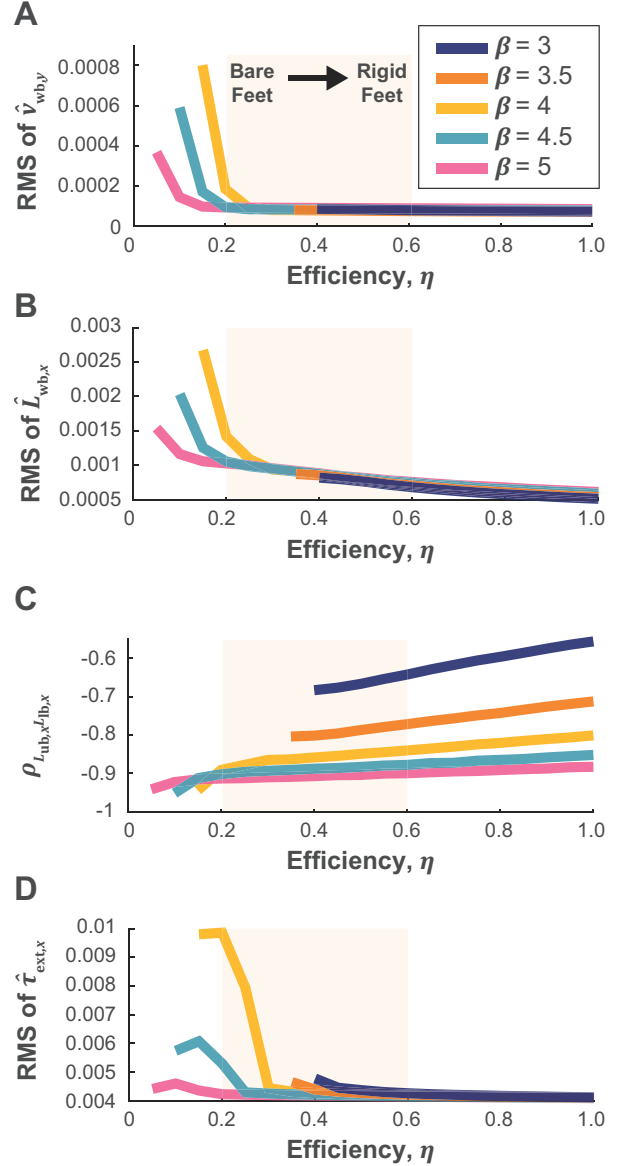 A
RMS of v̂wb,y
0.0008
0.0006
0.0004
0.0002
0
Bare Feet
Rigid Feet
β = 3
β = 3.5
β = 4
β = 4.5
β = 5
0
0.2
0.4
0.6
0.8
1.0
Efficiency, η
B
RMS of L̂wb,x
0.003
0.0025
0.002
0.0015
0.001
0.0005
0
0.2
0.4
0.6
0.8
1.0
Efficiency, η
C
ρLub,xLlb,x
-0.6
-0.7
-0.8
-0.9
-1
0
0.2
0.4
0.6
0.8
1.0
Efficiency, η
D
RMS of τ̂ext,x
0.01
0.009
0.008
0.007
0.006
0.005
0.004
0
0.2
0.4
0.6
0.8
1.0
Efficiency, η